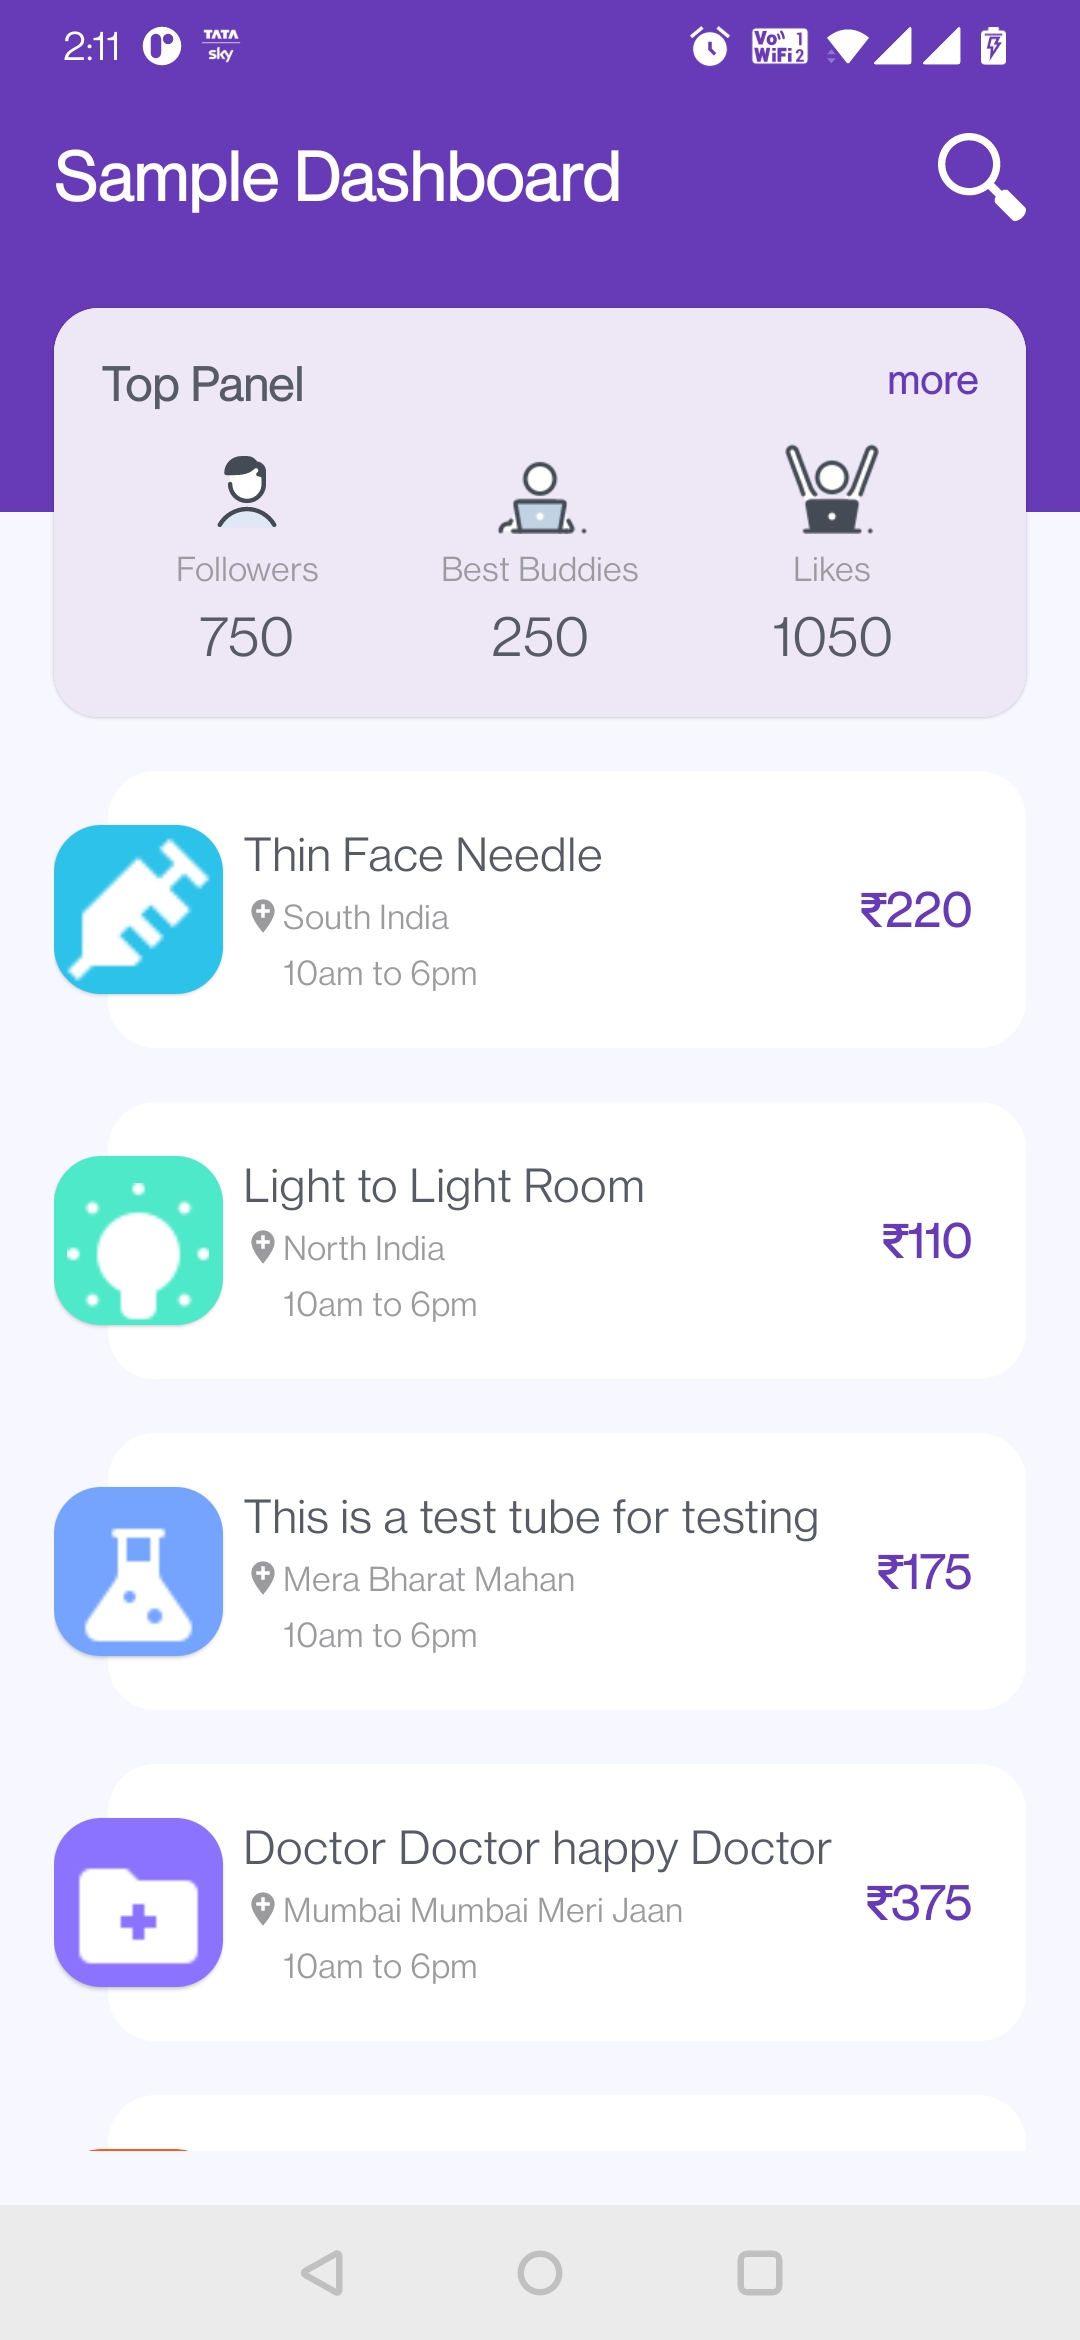 2:11 TATA sky Vo WiFi 1 2
Sample Dashboard
Top Panel more
Followers Best Buddies Likes
750 250 1050
Thin Face Needle
South India
₹220
10am to 6pm
Light to Light Room
North India
₹110
10am to 6pm
This is a test tube for testing
Mera Bharat Mahan
₹175
10am to 6pm
Doctor Doctor happy Doctor
Mumbai Mumbai Meri Jaan
₹375
10am to 6pm